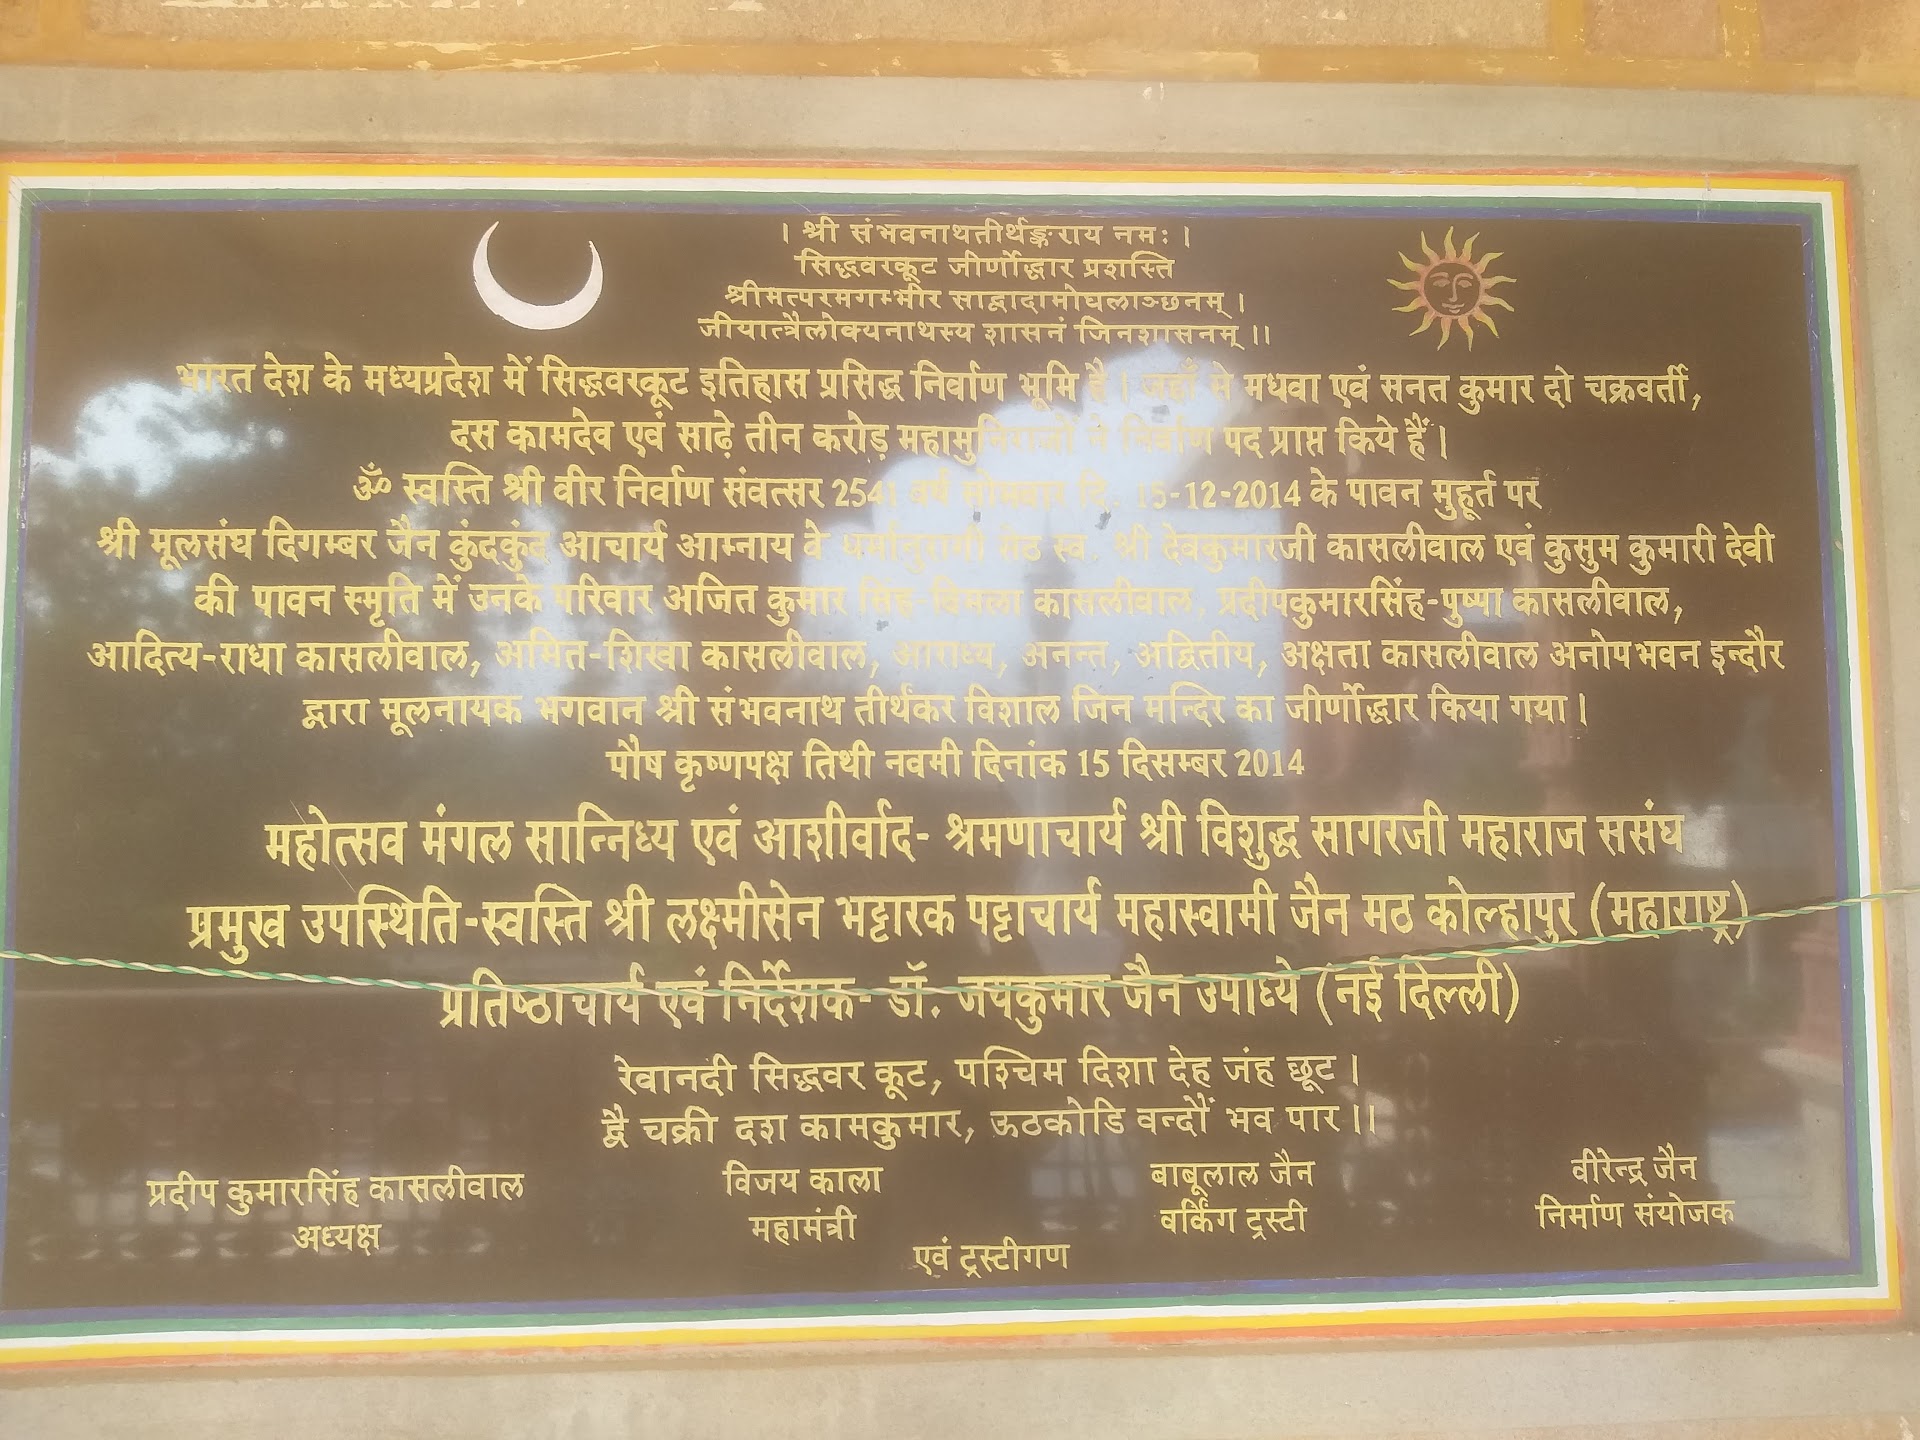 । श्री संभवनाथतीर्थङ्कराय नमः ।
सिद्धवरकूट जीर्णोद्धार प्रशस्ति
श्रीमत्परमगम्भीर साद्वादामोघलाञ्छनम् ।
जीयात्त्रैलोक्यनाथस्य शासनं जिनशासनम् ।।
भारत देश के मध्यप्रदेश में सिद्धवरकूट इतिहास प्रसिद्ध निर्वाण भूमि है । जहाँ से मधवा एवं सनत कुमार दो चक्रवर्ती,
दस कामदेव एवं साढ़े तीन करोड़ महामुनिराजों ने निर्वाण पद प्राप्त किये हैं ।
ॐ स्वस्ति श्री वीर निर्वाण संवत्सर 2541 वर्ष सोमवार दि. 15-12-2014 के पावन मुहूर्त पर
श्री मूलसंघ दिगम्बर जैन कुंदकुंद आचार्य आम्नाय वे धर्मानुरागी सेठ स्व. श्री देवकुमारजी कासलीवाल एवं कुसुम कुमारी देवी
की पावन स्मृति में उनके परिवार अजित कुमार सिंह-विमला कासलीवाल, प्रदीपकुमारसिंह-पुष्पा कासलीवाल,
आदित्य-राधा कासलीवाल, अमित-शिखा कासलीवाल, आराध्य, अनन्त, अद्वितीय, अक्षता कासलीवाल अनोपभवन इन्दौर
द्वारा मूलनायक भगवान श्री संभवनाथ तीर्थंकर विशाल जिन मन्दिर का जीर्णोद्धार किया गया ।
पौष कृष्णपक्ष तिथी नवमी दिनांक 15 दिसम्बर 2014
महोत्सव मंगल सान्निध्य एवं आशीर्वाद- श्रमणाचार्य श्री विशुद्ध सागरजी महाराज ससंघ
प्रमुख उपस्थिति-स्वस्ति श्री लक्ष्मीसेन भट्टारक पट्टाचार्य महास्वामी जैन मठ कोल्हापुर (महाराष्ट्र)
प्रतिष्ठाचार्य एवं निर्देशक- डॉ. जयकुमार जैन उपाध्ये (नई दिल्ली)
रेवानदी सिद्धवर कूट, पश्चिम दिशा देह जंह छूट ।
द्वै चक्री दश कामकुमार, ऊठकोडि वन्दौं भव पार ।।
प्रदीप कुमारसिंह कासलीवाल
अध्यक्ष
विजय काला
महामंत्री
बाबूलाल जैन
वर्किंग ट्रस्टी
वीरेन्द्र जैन
निर्माण संयोजक
एवं ट्रस्टीगण